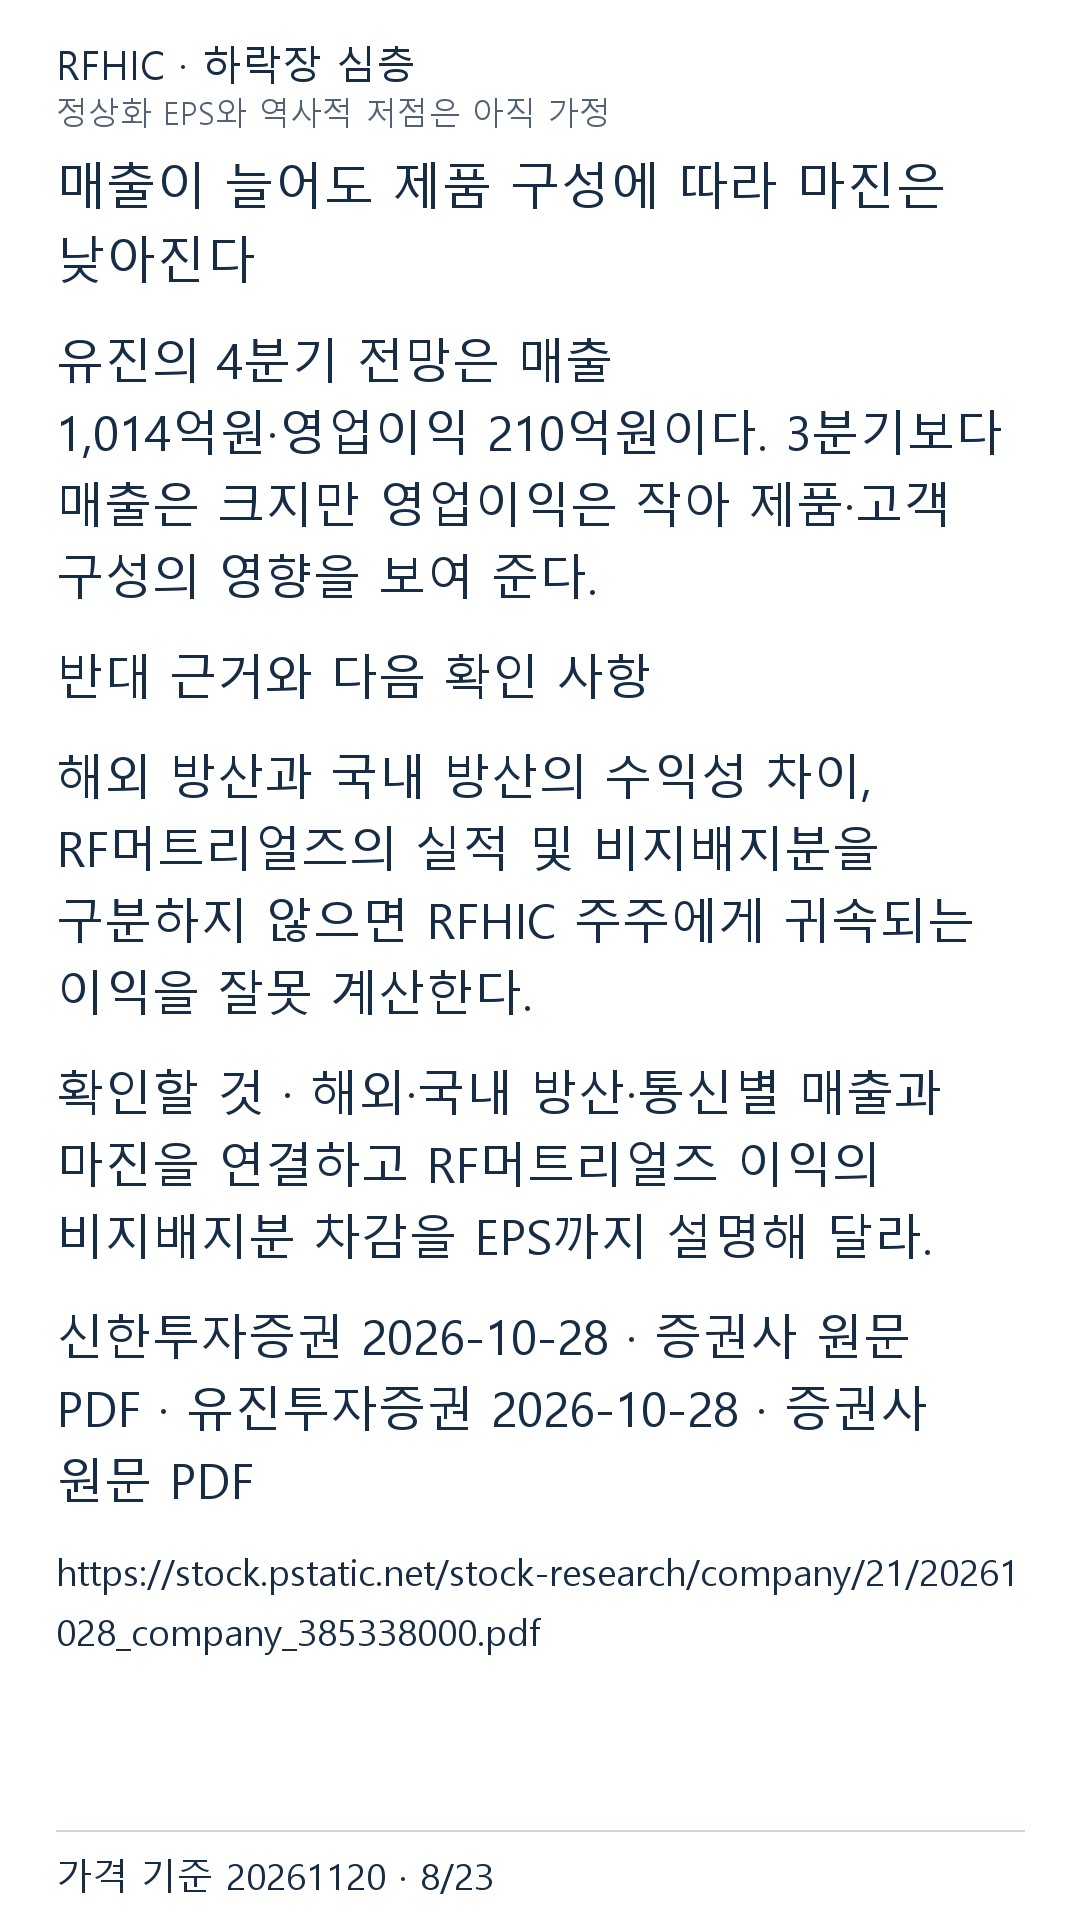 RFHIC · 하락장 심층
정상화 EPS와 역사적 저점은 아직 가정
매출이 늘어도 제품 구성에 따라 마진은
낮아진다
유진의 4분기 전망은 매출
1,014억원·영업이익 210억원이다. 3분기보다
매출은 크지만 영업이익은 작아 제품·고객
구성의 영향을 보여 준다.
반대 근거와 다음 확인 사항
해외 방산과 국내 방산의 수익성 차이,
RF머트리얼즈의 실적 및 비지배지분을
구분하지 않으면 RFHIC 주주에게 귀속되는
이익을 잘못 계산한다.
확인할 것 · 해외·국내 방산·통신별 매출과
마진을 연결하고 RF머트리얼즈 이익의
비지배지분 차감을 EPS까지 설명해 달라.
신한투자증권 2026-10-28 · 증권사 원문
PDF · 유진투자증권 2026-10-28 · 증권사
원문 PDF
https://stock.pstatic.net/stock-research/company/21/20261
028_company_385338000.pdf
가격 기준 20261120 · 8/23